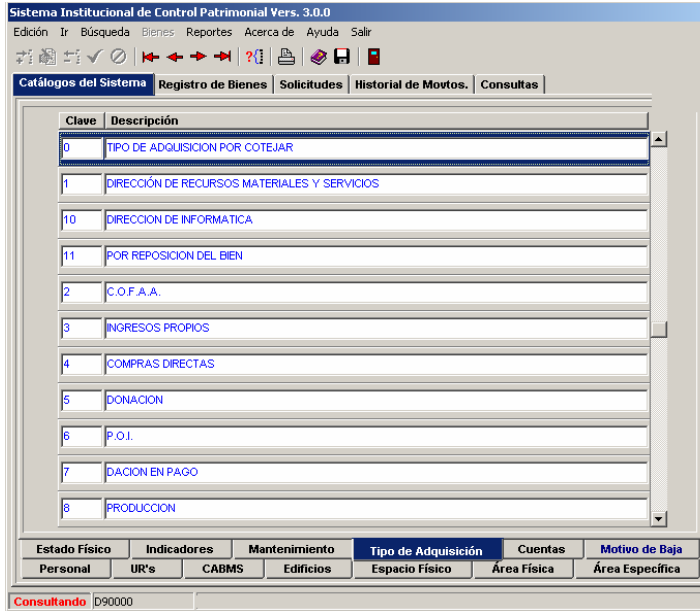 Sistema Institucional de Control Patrimonial Vers. 3.0.0
Edición Ir Búsqueda Bienes Reportes Acerca de Ayuda Salir
Catálogos del Sistema Registro de Bienes Solicitudes Historial de Movtos. Consultas
Clave Descripción
0 TIPO DE ADQUISICION POR COTEJAR
1 DIRECCIÓN DE RECURSOS MATERIALES Y SERVICIOS
10 DIRECCION DE INFORMATICA
11 POR REPOSICION DEL BIEN
2 C.O.F.A.A.
3 INGRESOS PROPIOS
4 COMPRAS DIRECTAS
5 DONACION
6 P.O.I.
7 DACION EN PAGO
8 PRODUCCION
Estado Físico Indicadores Mantenimiento Tipo de Adquisición Cuentas Motivo de Baja
Personal UR's CABMS Edificios Espacio Físico Área Física Área Específica
Consultando D90000